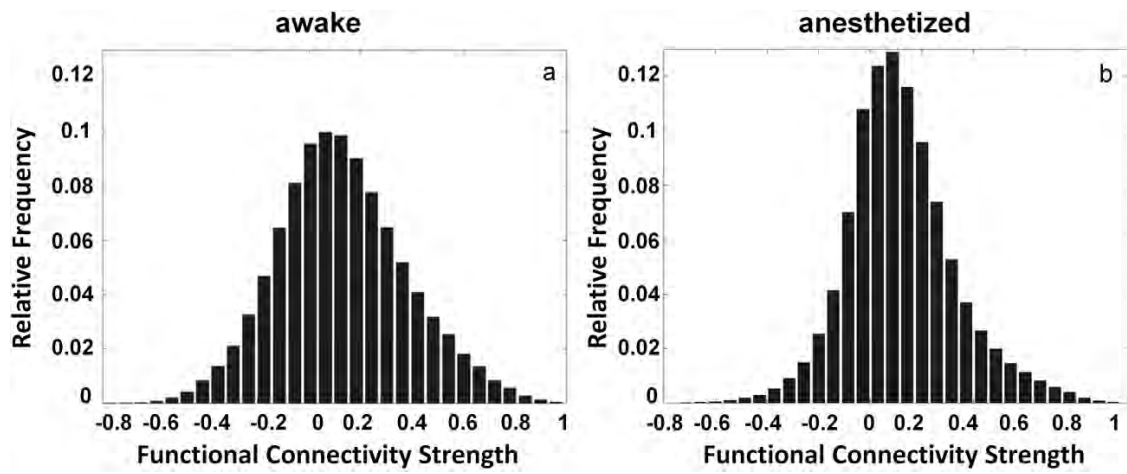 awake
a
0.12
0.1
0.08
0.06
0.04
0.02
0
Relative Frequency
-0.8 -0.6 -0.4 -0.2 0 0.2 0.4 0.6 0.8 1
Functional Connectivity Strength
anesthetized
b
0.12
0.1
0.08
0.06
0.04
0.02
0
Relative Frequency
-0.8 -0.6 -0.4 -0.2 0 0.2 0.4 0.6 0.8 1
Functional Connectivity Strength